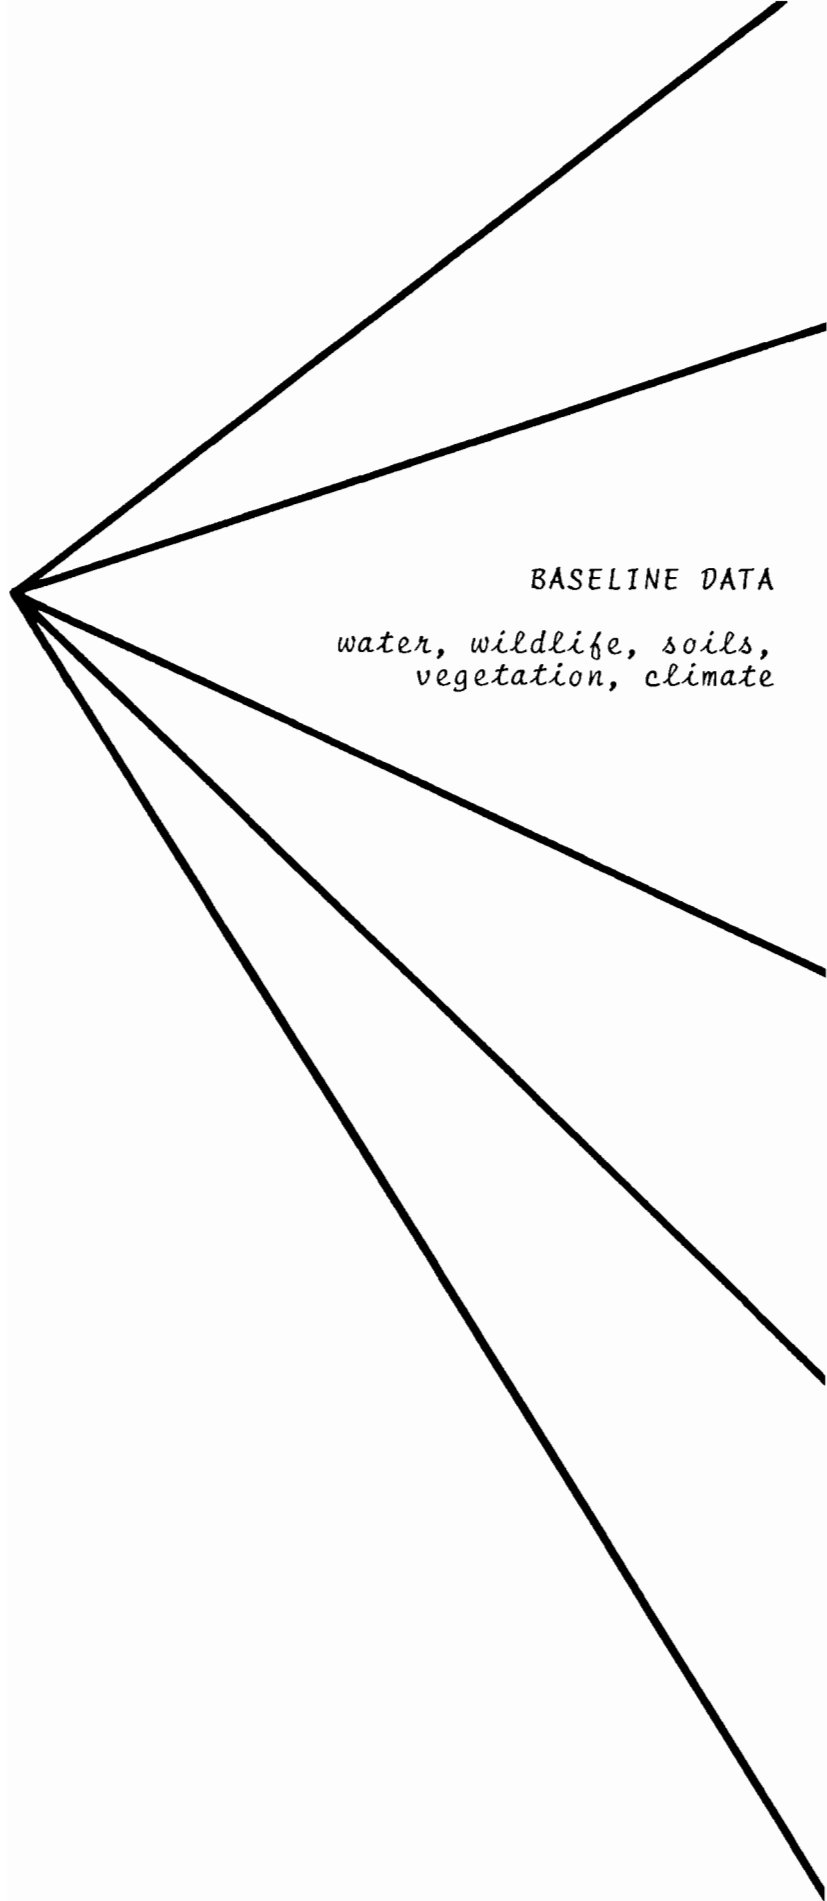 BASELINE DATA
water, wildlife, soils,
vegetation, climate